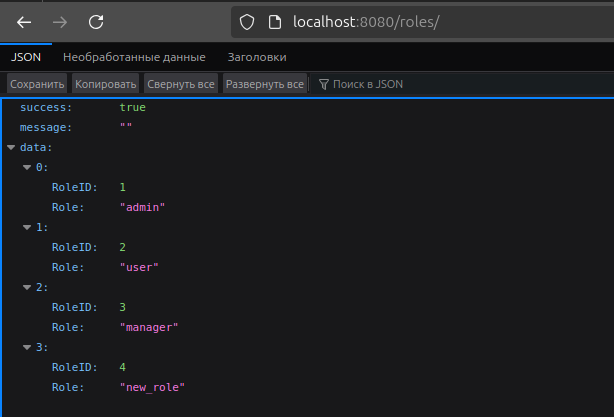 localhost:8080/roles/
JSON Необработанные данные Заголовки
Сохранить Копировать Свернуть все Развернуть все Поиск в JSON
success: true
message: ""
data:
0:
RoleID: 1
Role: "admin"
1:
RoleID: 2
Role: "user"
2:
RoleID: 3
Role: "manager"
3:
RoleID: 4
Role: "new_role"